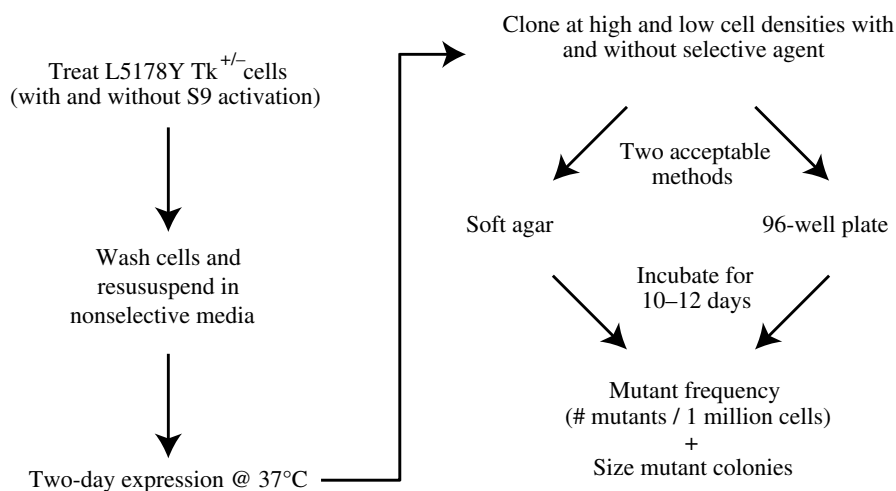 Treat L5178Y Tk+/– cells
(with and without S9 activation)
Wash cells and
resususpend in
nonselective media
Two-day expression @ 37°C
Clone at high and low cell densities with
and without selective agent
Two acceptable
methods
Soft agar
96-well plate
Incubate for
10–12 days
Mutant frequency
(# mutants / 1 million cells)
+
Size mutant colonies